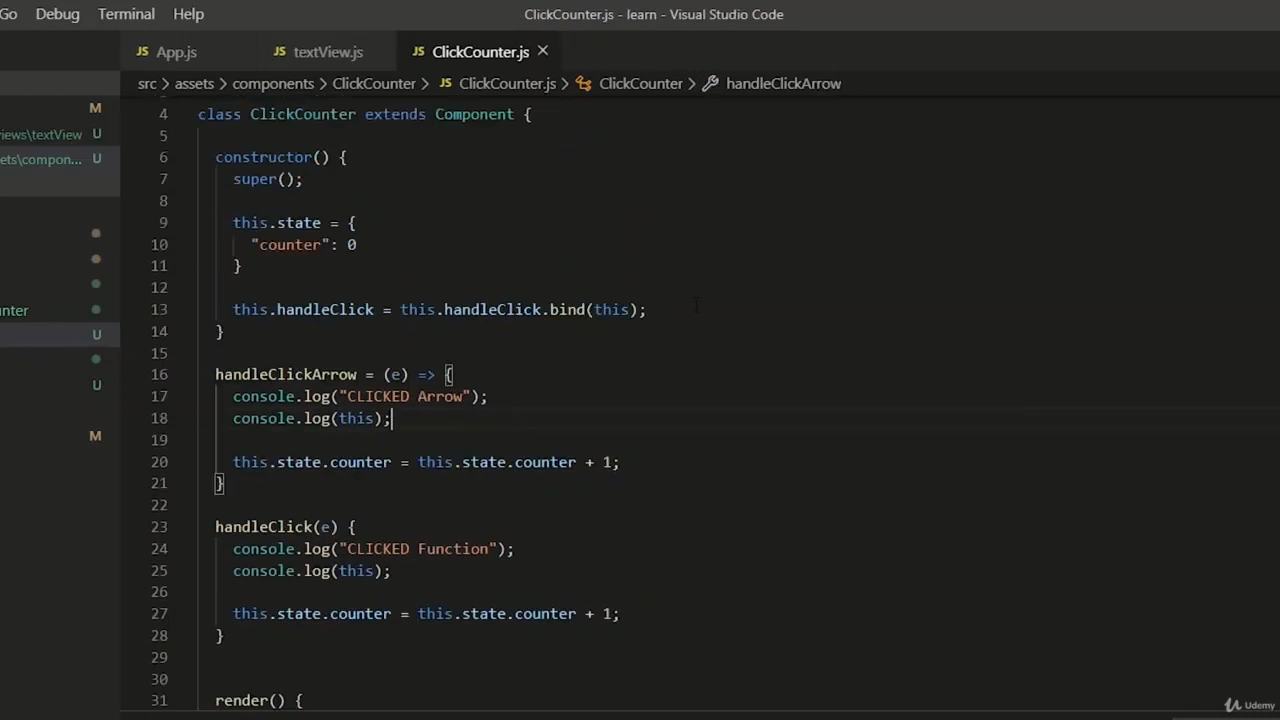 Go Debug Terminal Help ClickCounter.js - learn - Visual Studio Code
JS App.js JS textView.js JS ClickCounter.js ×
src > assets > components > ClickCounter > JS ClickCounter.js > ClickCounter > handleClickArrow
M
iews\textView U
ets\compon... U
unter
U
U
M
4 class ClickCounter extends Component {
5
6 constructor() {
7 super();
8
9 this.state = {
10 "counter": 0
11 }
12
13 this.handleClick = this.handleClick.bind(this);
14 }
15
16 handleClickArrow = (e) => {
17 console.log("CLICKED Arrow");
18 console.log(this);
19
20 this.state.counter = this.state.counter + 1;
21 }
22
23 handleClick(e) {
24 console.log("CLICKED Function");
25 console.log(this);
26
27 this.state.counter = this.state.counter + 1;
28 }
29
30
31 render() {
Udemy